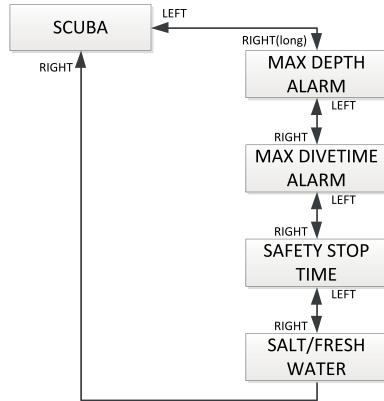 SCUBA
LEFT
RIGHT(long)
RIGHT
MAX DEPTH
ALARM
LEFT
RIGHT
MAX DIVETIME
ALARM
LEFT
RIGHT
SAFETY STOP
TIME
LEFT
RIGHT
SALT/FRESH
WATER